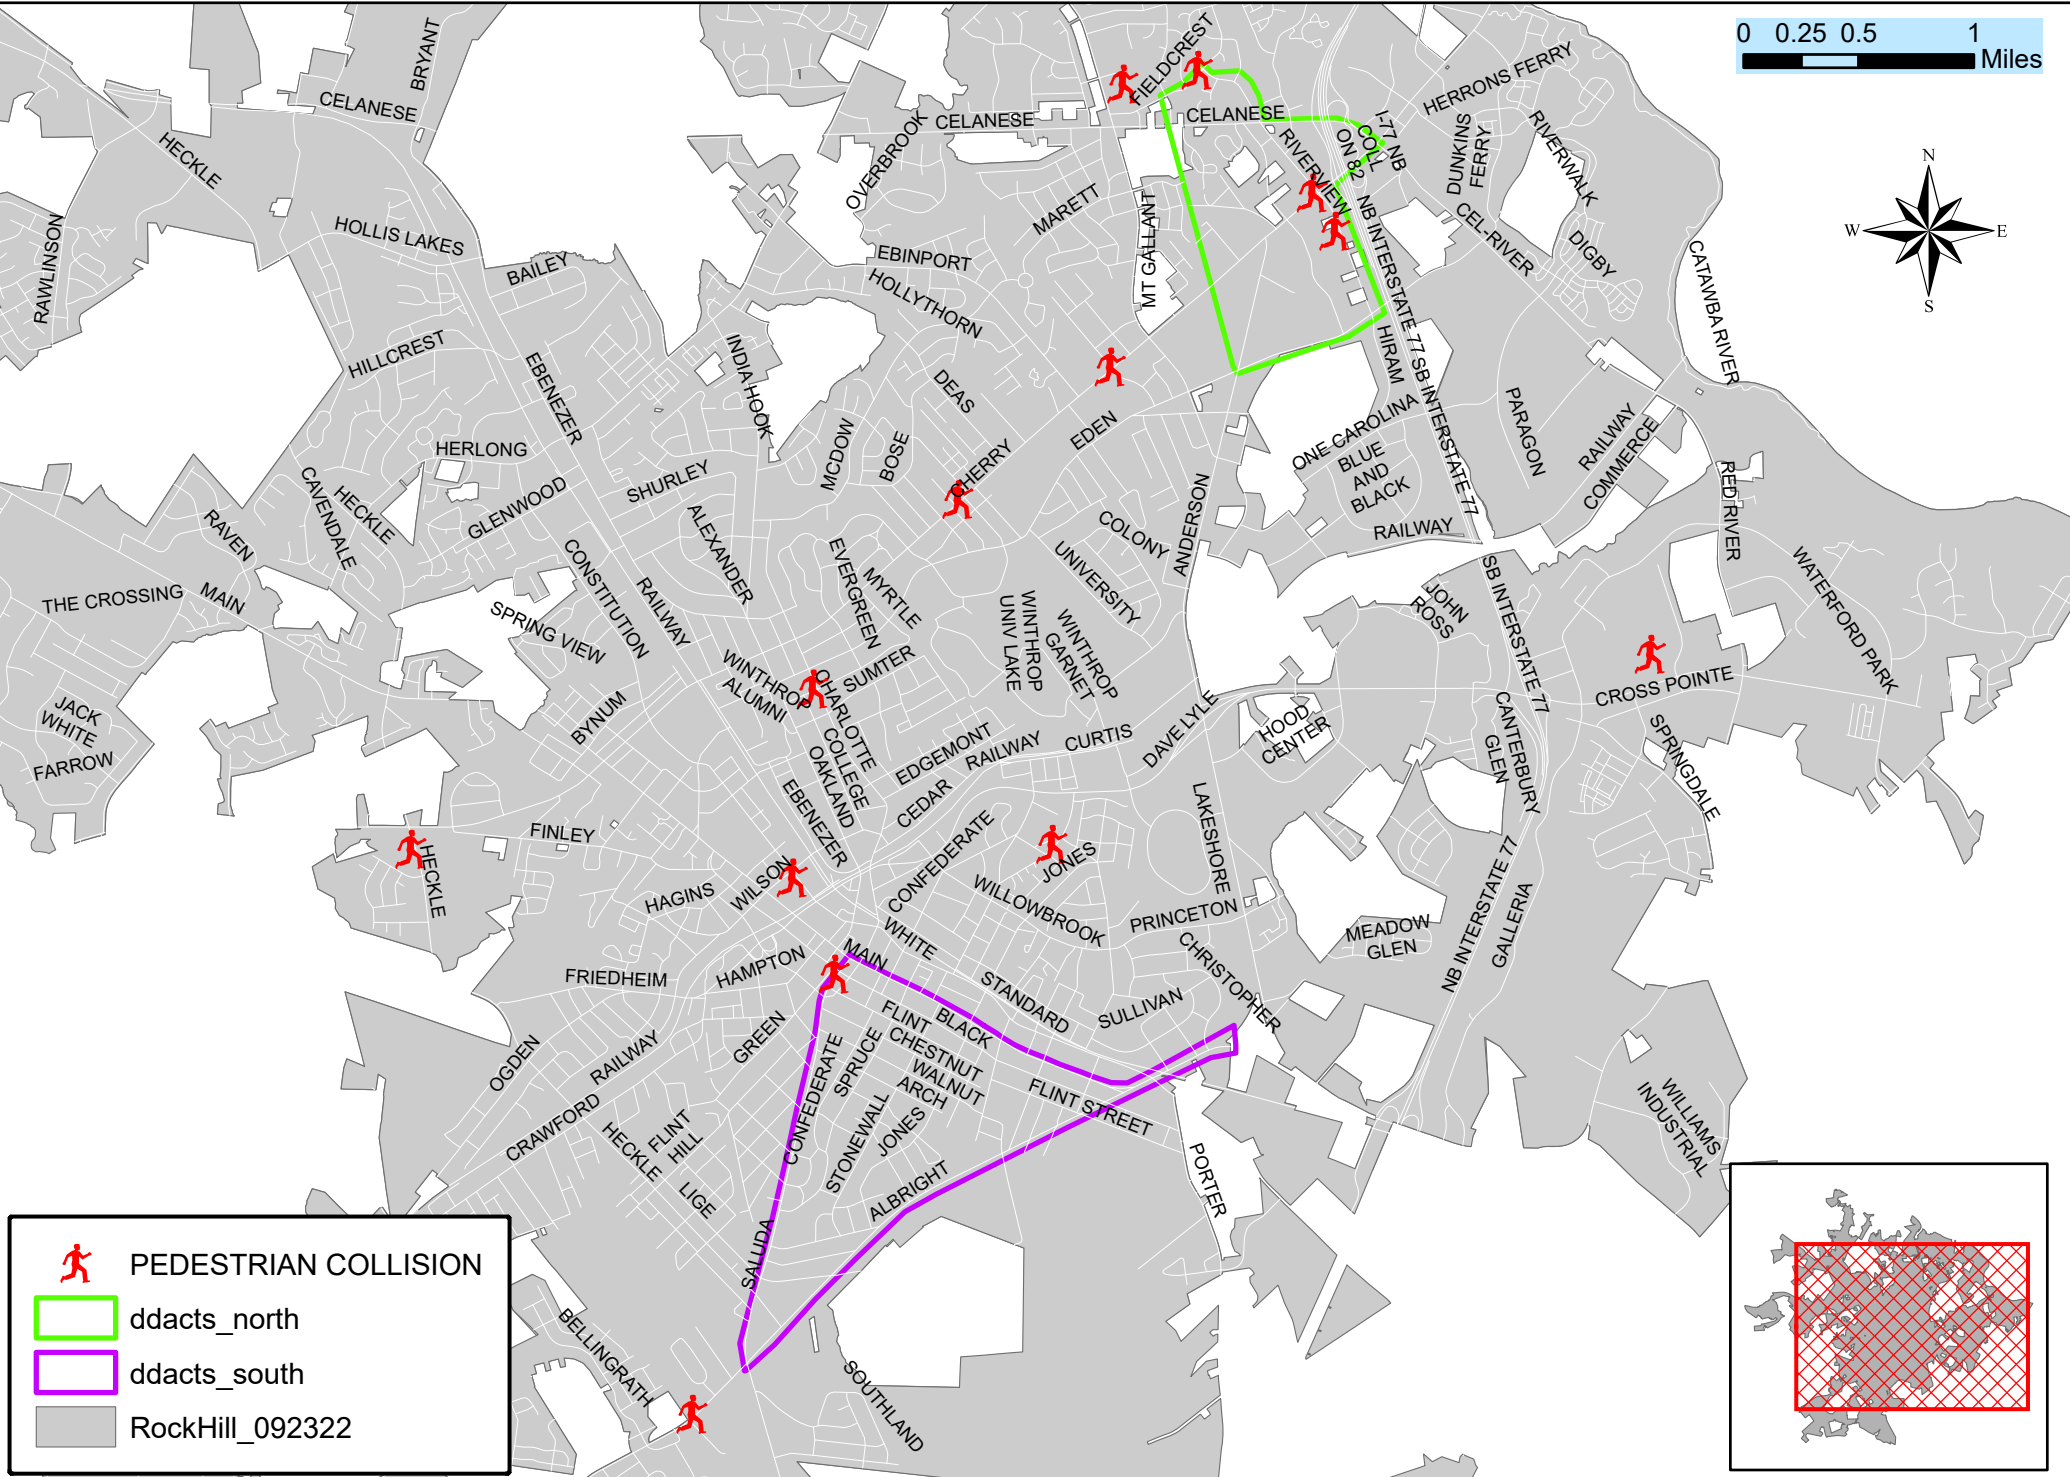 0 0.25 0.5 1
Miles
BRYANT
FIELDCREST
CELANESE
CELANESE
CELANESE
HERRONS FERRY
HECKLE
OVERBROOK
RIVERVIEW
I-77 NB
COLL
ON 82
DUNKINS
FERRY
RIVERWALK
N
W
E
S
RAWLINSON
HOLLIS LAKES
BAILEY
MARETT
MT GALLANT
EBINPORT
HOLLYTHORN
NB INTERSTATE 77
CEL-RIVER
DIGBY
CATAWBA RIVER
HILLCREST
EBENEZER
INDIA HOOK
DEAS
HIRAM
SB INTERSTATE 77
HERLONG
SHURLEY
MCDOW
BOSE
CHERRY
EDEN
ONE CAROLINA
BLUE
AND
BLACK
PARAGON
RAILWAY
COMMERCE
RED RIVER
CAVENDALE
HECKLE
GLENWOOD
RAVEN
ALEXANDER
COLONY
ANDERSON
RAILWAY
THE CROSSING
MAIN
CONSTITUTION
RAILWAY
EVERGREEN
MYRTLE
UNIVERSITY
SB INTERSTATE 77
JOHN
ROSS
WATERFORD PARK
SPRING VIEW
WINTHROP
UNIV LAKE
WINTHROP
GARNET
WINTHROP
ALUMNI
CHARLOTTE
SUMTER
CROSS POINTE
JACK
WHITE
FARROW
BYNUM
COLLEGE
OAKLAND
EDGEMONT
RAILWAY
CURTIS
DAVE LYLE
HOOD
CENTER
CANTERBURY
GLEN
SPRINGDALE
EBENEZER
CEDAR
LAKESHORE
FINLEY
HECKLE
CONFEDERATE
JONES
NB INTERSTATE 77
HAGINS
WILSON
WILLOWBROOK
PRINCETON
GALLERIA
MEADOW
GLEN
WHITE
MAIN
CHRISTOPHER
FRIEDHEIM
HAMPTON
STANDARD
SULLIVAN
GREEN
FLINT
BLACK
OGDEN
RAILWAY
CONFEDERATE
SPRUCE
CHESTNUT
WALNUT
ARCH
FLINT STREET
WILLIAMS
INDUSTRIAL
CRAWFORD
HECKLE
FLINT
HILL
STONEWALL
JONES
PORTER
LIGE
ALBRIGHT
SALUDA
BELLINGRATH
SOUTHLAND
PEDESTRIAN COLLISION
ddacts_north
ddacts_south
RockHill_092322